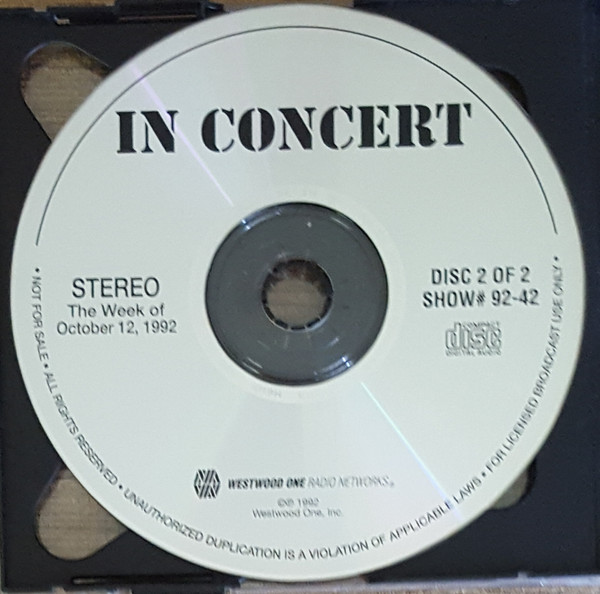 IN CONCERT
STEREO
The Week of
October 12, 1992
DISC 2 OF 2
SHOW# 92-42
COMPACT
disc
DIGITAL AUDIO
WESTWOOD ONE RADIO NETWORKS®
©℗ 1992
Westwood One, Inc.
• NOT FOR SALE • ALL RIGHTS RESERVED • UNAUTHORIZED DUPLICATION IS A VIOLATION OF APPLICABLE LAWS • FOR LICENSED BROADCAST USE ONLY •